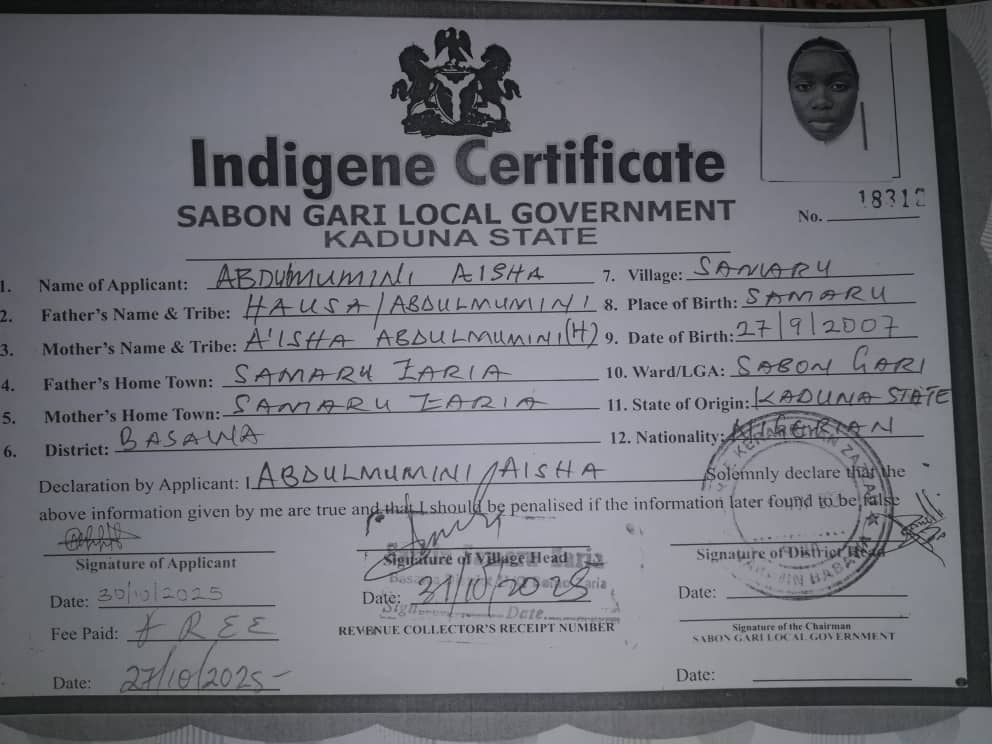 Indigene Certificate
SABON GARI LOCAL GOVERNMENT
KADUNA STATE
No. 18312
1. Name of Applicant: ABDUMUMINI AISHA
2. Father's Name & Tribe: HAUSA/ABDULMUMINI
3. Mother's Name & Tribe: A'ISHA ABDULMUMINI(H)
4. Father's Home Town: SAMARU ZARIA
5. Mother's Home Town: SAMARU ZARIA
6. District: BASAWA
7. Village: SAMARU
8. Place of Birth: SAMARU
9. Date of Birth: 27/9/2007
10. Ward/LGA: SABON GARI
11. State of Origin: KADUNA STATE
12. Nationality: NIGERIAN
Declaration by Applicant: I ABDULMUMINI AISHA Solemnly declare that the
above information given by me are true and that I should be penalised if the information later found to be false
Signature of Applicant
Date: 30/10/2025
Fee Paid: FREE
Date: 27/10/2025
Signature of Village Head
Date: 31/10/2025
Sign Date
REVENUE COLLECTOR'S RECEIPT NUMBER
Signature of District Head
Date:
Signature of the Chairman
SABON GARI LOCAL GOVERNMENT
Date: